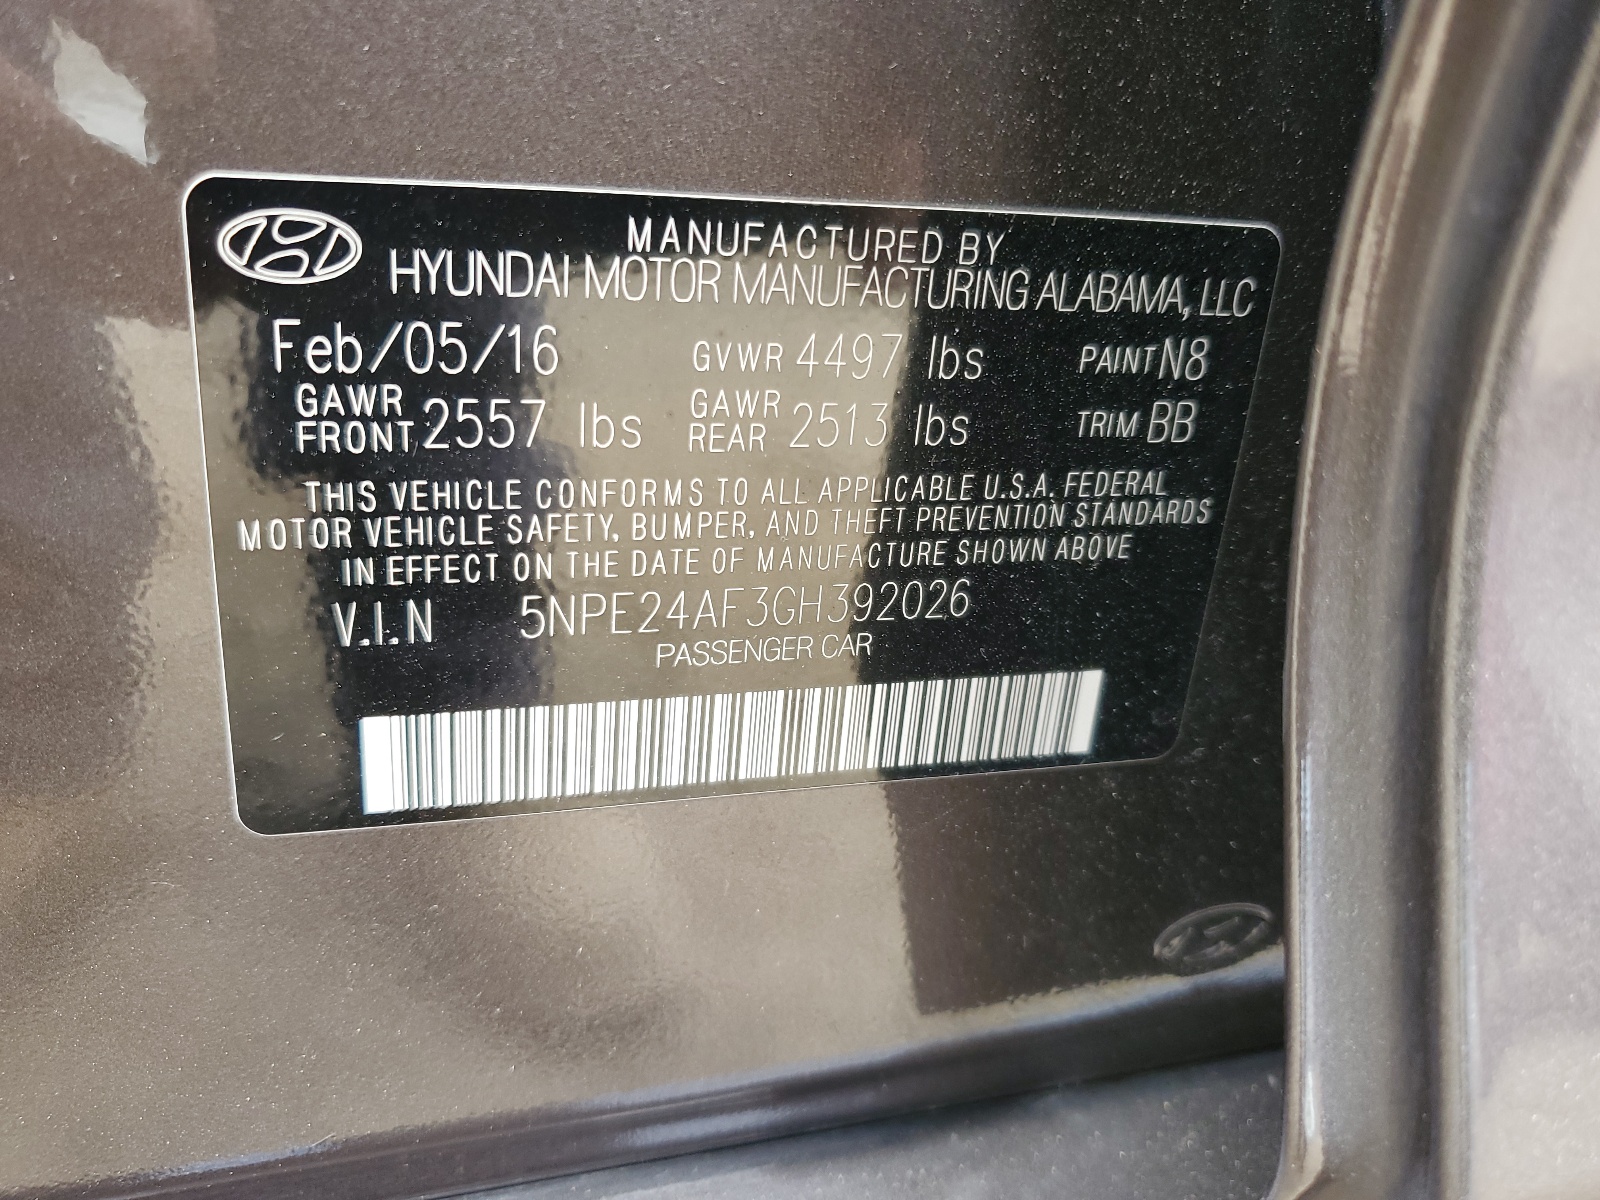 MANUFACTURED BY
HYUNDAI MOTOR MANUFACTURING ALABAMA, LLC
Feb/05/16 GVWR 4497 lbs PAINT N8
GAWR FRONT 2557 lbs GAWR REAR 2513 lbs TRIM BB
THIS VEHICLE CONFORMS TO ALL APPLICABLE U.S.A. FEDERAL
MOTOR VEHICLE SAFETY, BUMPER, AND THEFT PREVENTION STANDARDS
IN EFFECT ON THE DATE OF MANUFACTURE SHOWN ABOVE
V.I.N 5NPE24AF3GH392026
PASSENGER CAR